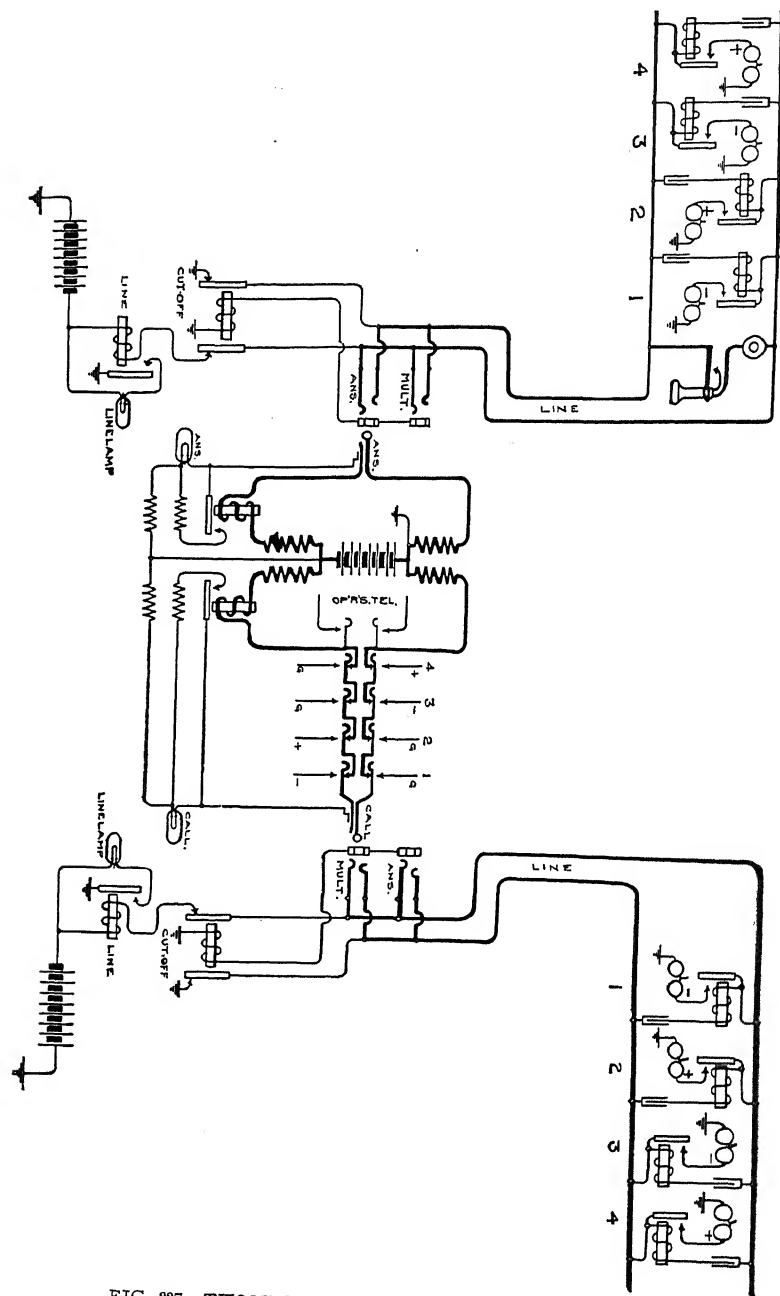 4 3 2 1
+ - + -
1 2 3 4
- + - +
LINE
LINE
MULT.
ANS.
ANS.
MULT.
ANS.
OP'R'S. TEL.
4 3 2 1
+ - G G
G G + -
CALL
CUT-OFF
CUT-OFF
ANS.
CALL.
LINE
LINE LAMP
LINE LAMP
LINE
FIG.